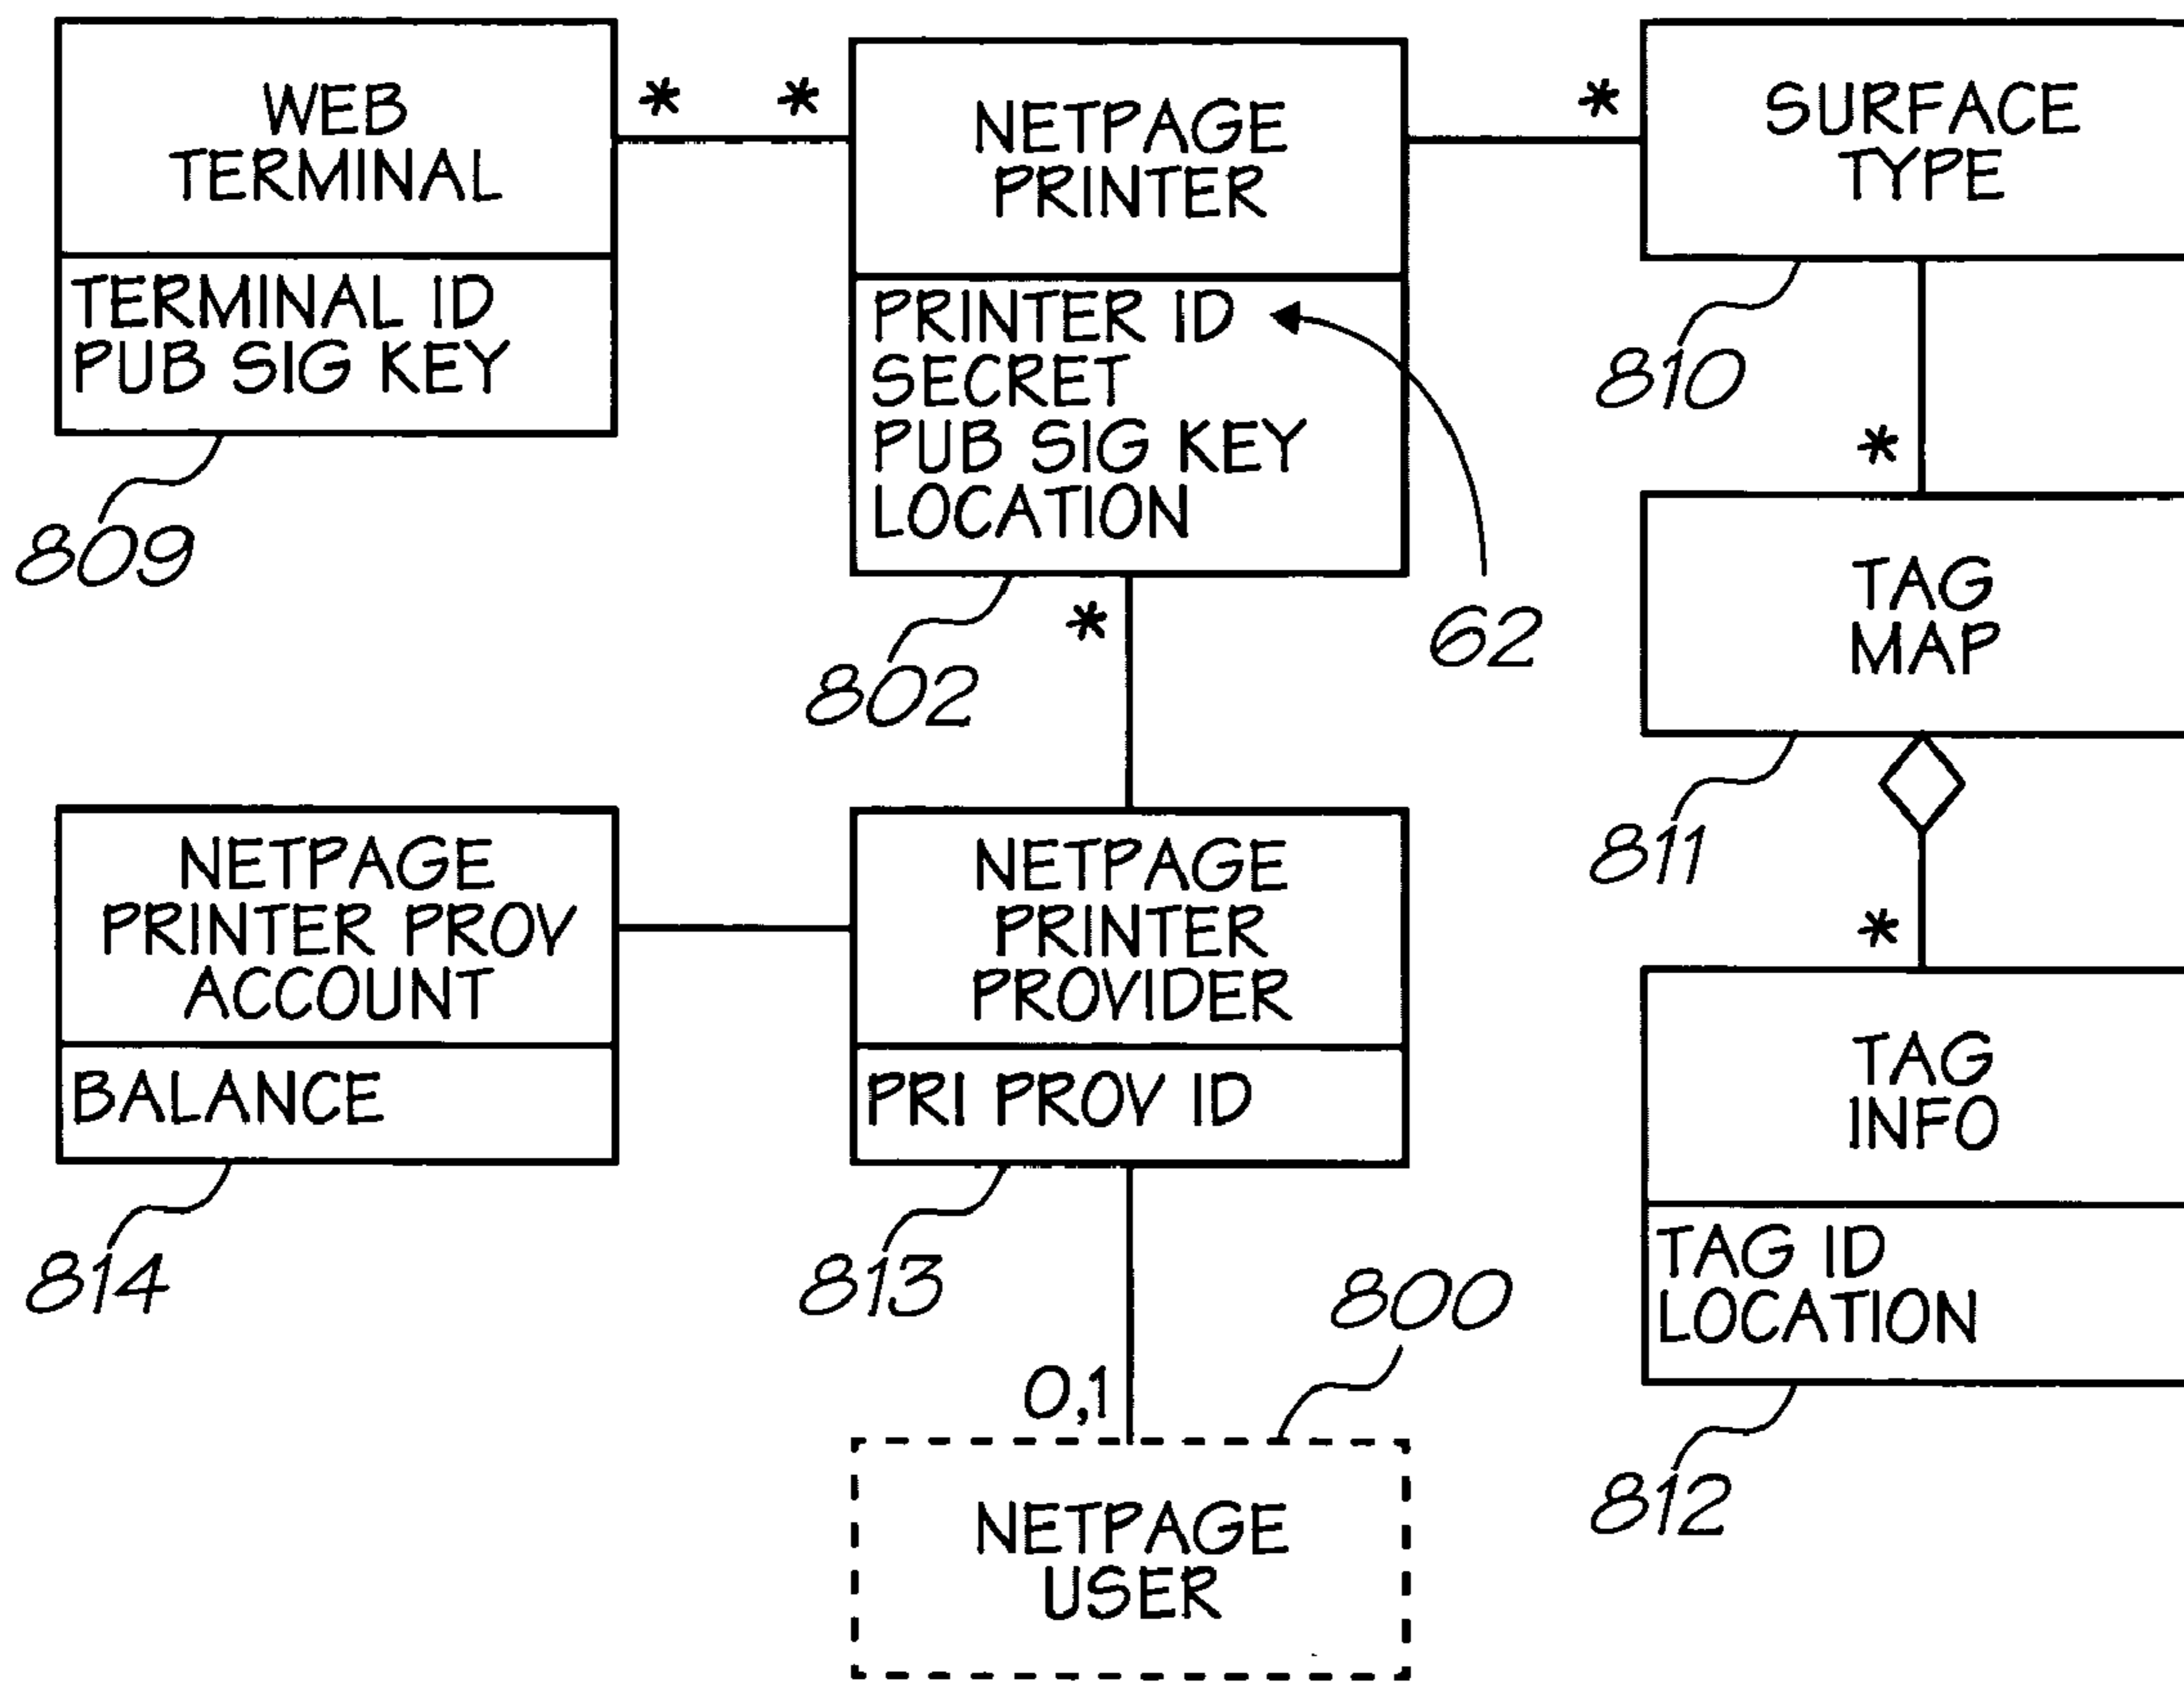 WEB
TERMINAL
TERMINAL ID
PUB SIG KEY
809
*
*
NETPAGE
PRINTER
PRINTER ID
SECRET
PUB SIG KEY
LOCATION
62
802
*
*
SURFACE
TYPE
810
*
TAG
MAP
811
*
NETPAGE
PRINTER PROV
ACCOUNT
BALANCE
814
NETPAGE
PRINTER
PROVIDER
PRI PROV ID
813
TAG
INFO
TAG ID
LOCATION
812
800
0,1
NETPAGE
USER